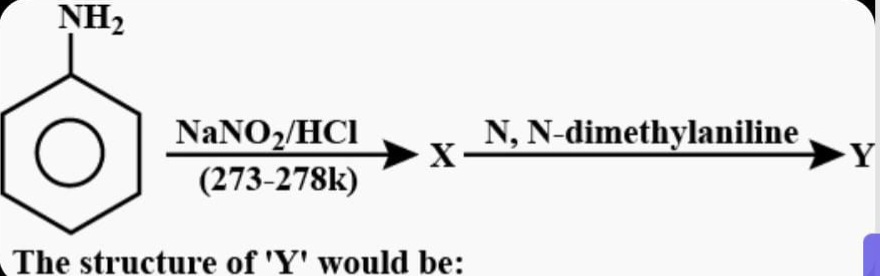 NH₂
NaNO₂/HCl
(273-278k)
X
N, N-dimethylaniline
Y
The structure of 'Y' would be: